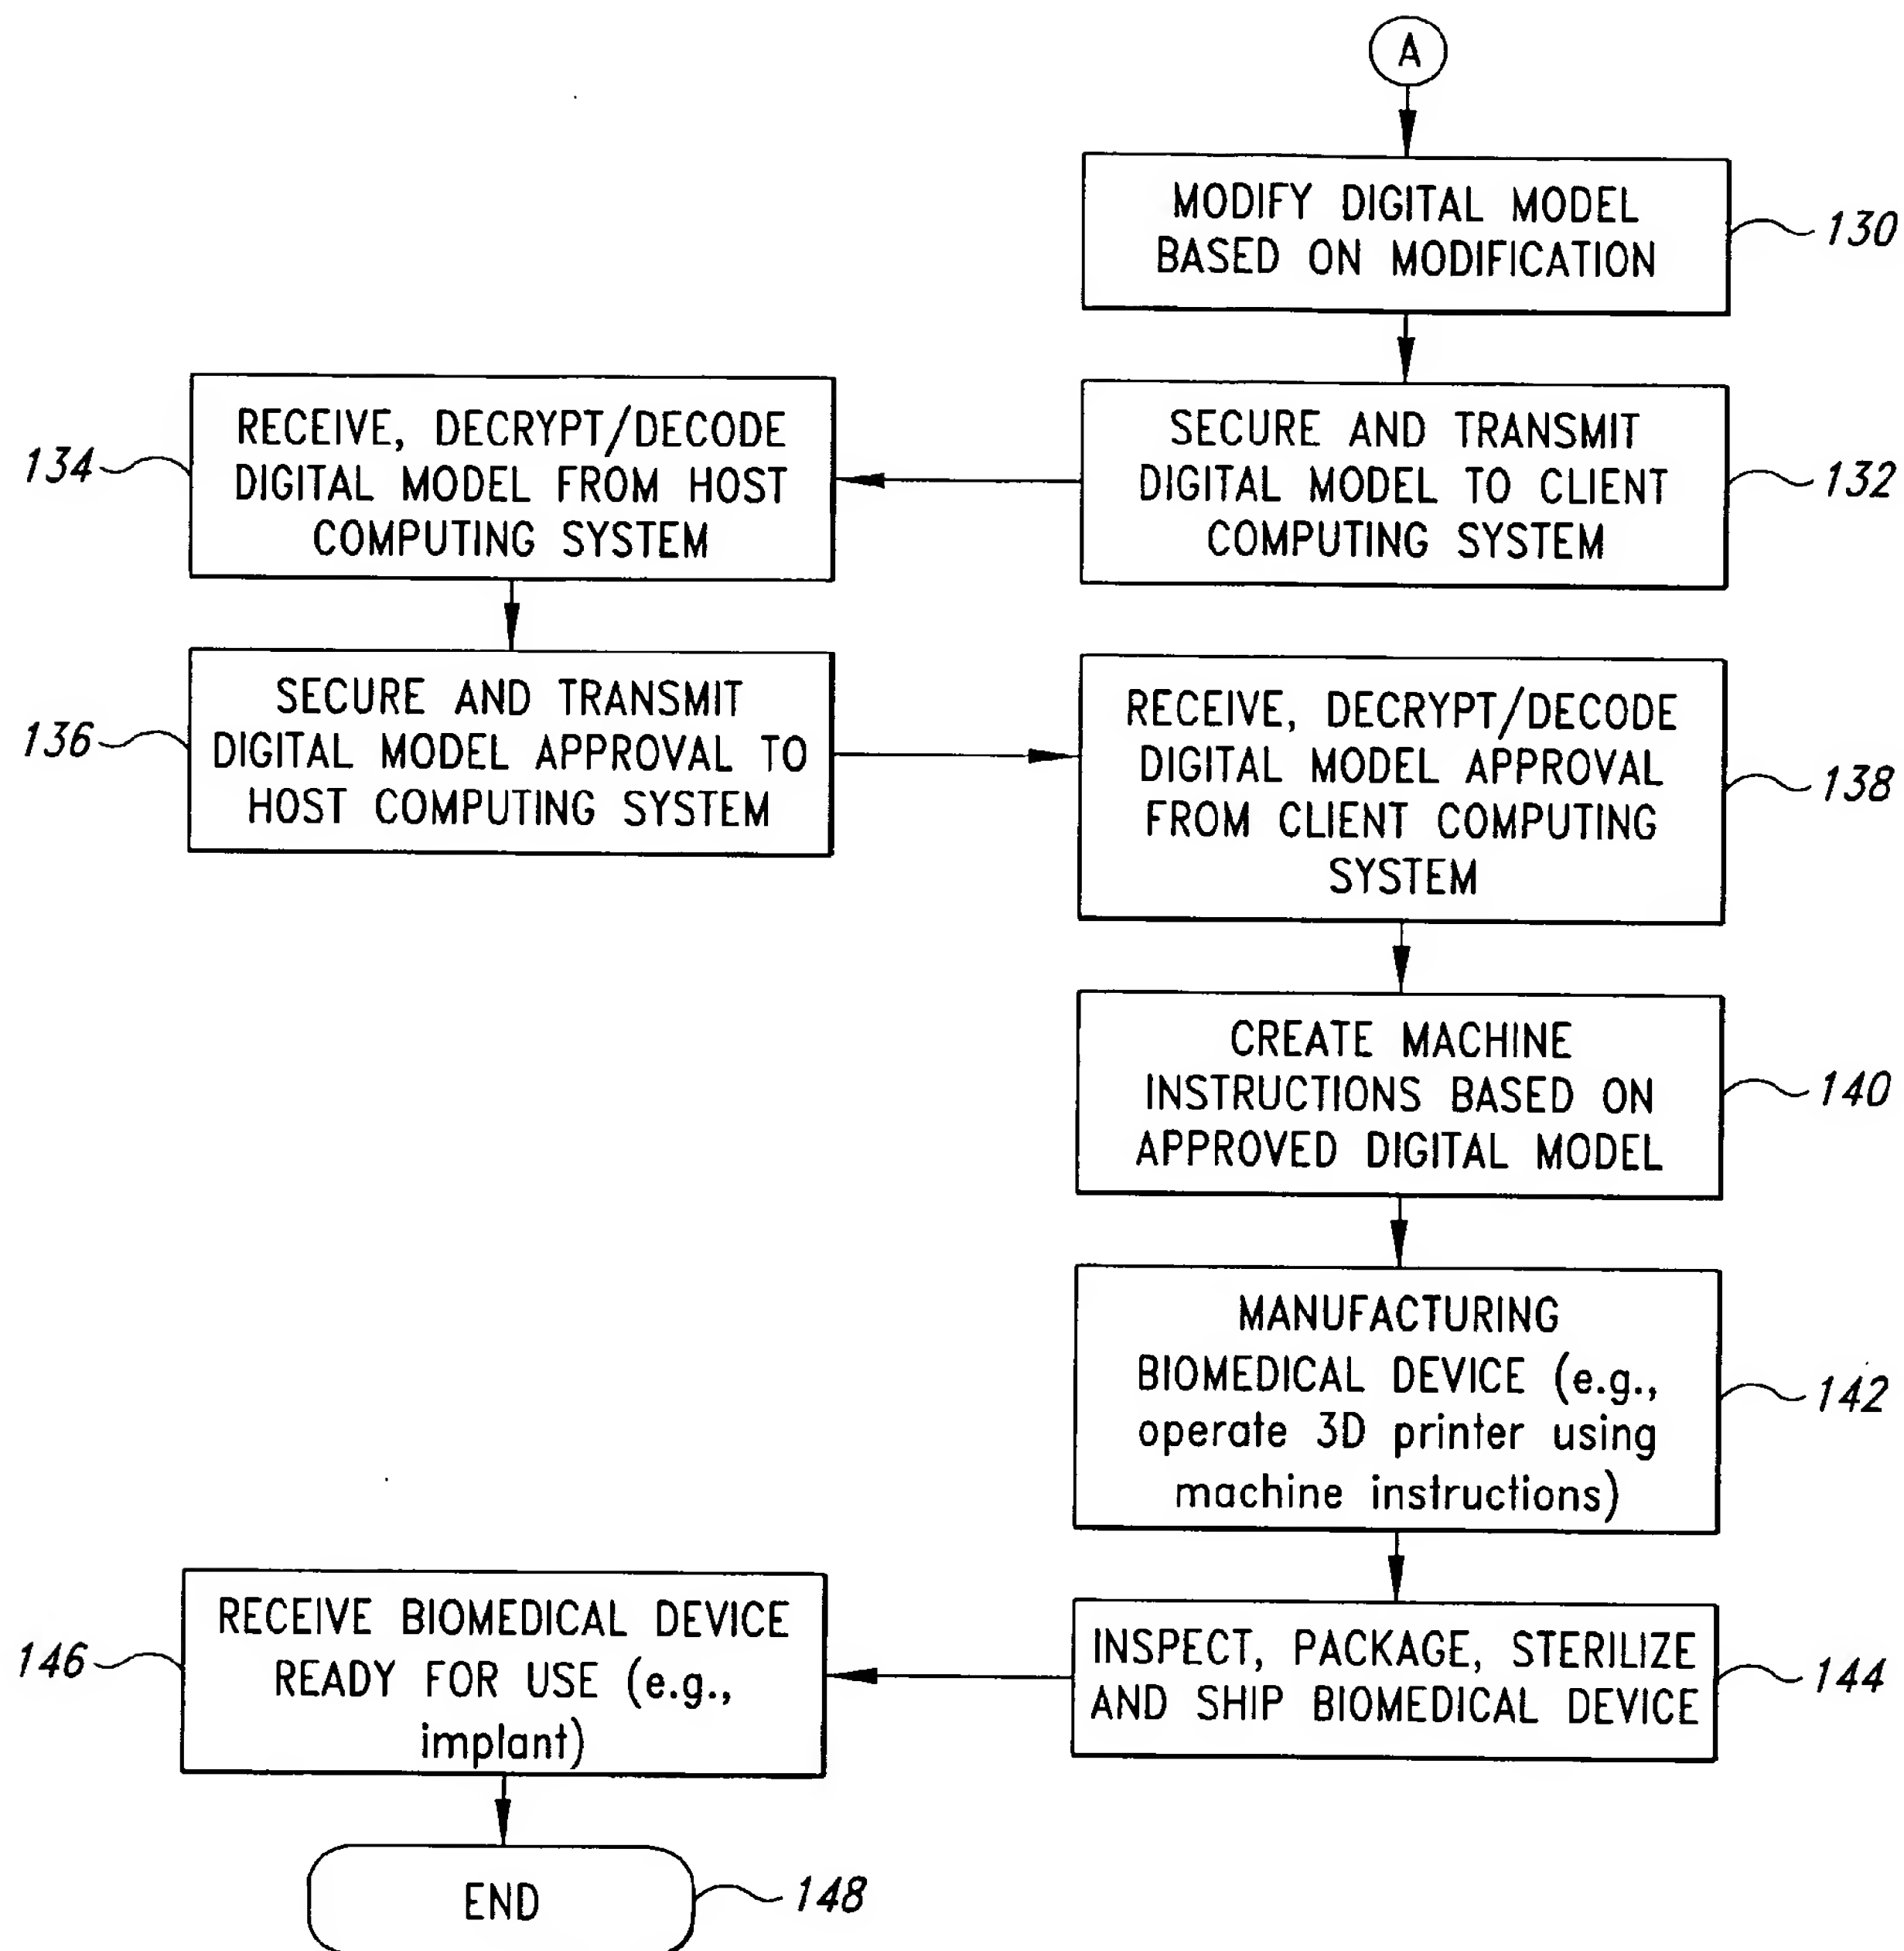 A
MODIFY DIGITAL MODEL
BASED ON MODIFICATION
130
SECURE AND TRANSMIT
DIGITAL MODEL TO CLIENT
COMPUTING SYSTEM
132
RECEIVE, DECRYPT/DECODE
DIGITAL MODEL FROM HOST
COMPUTING SYSTEM
134
SECURE AND TRANSMIT
DIGITAL MODEL APPROVAL TO
HOST COMPUTING SYSTEM
136
RECEIVE, DECRYPT/DECODE
DIGITAL MODEL APPROVAL
FROM CLIENT COMPUTING
SYSTEM
138
CREATE MACHINE
INSTRUCTIONS BASED ON
APPROVED DIGITAL MODEL
140
MANUFACTURING
BIOMEDICAL DEVICE (e.g.,
operate 3D printer using
machine instructions)
142
INSPECT, PACKAGE, STERILIZE
AND SHIP BIOMEDICAL DEVICE
144
RECEIVE BIOMEDICAL DEVICE
READY FOR USE (e.g.,
implant)
146
END
148